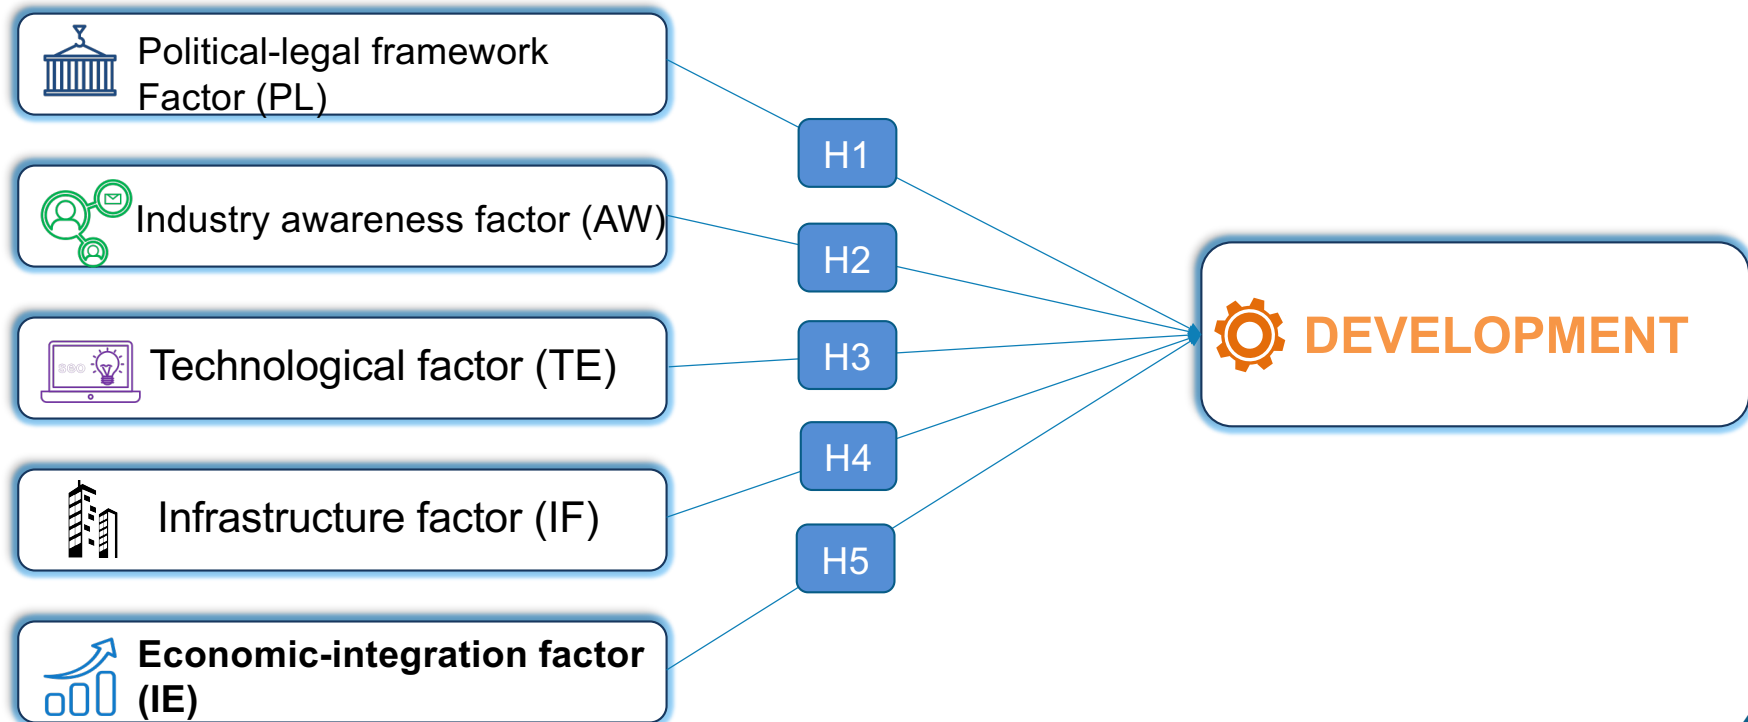 Political-legal framework
Factor (PL)
H1
Industry awareness factor (AW)
H2
DEVELOPMENT
Technological factor (TE)
H3
H4
Infrastructure factor (IF)
H5
Economic-integration factor
(IE)